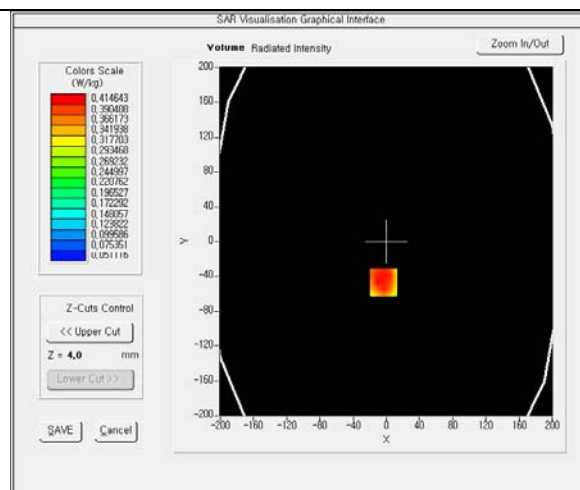 SAR Visualisation Graphical Interface
Volume Radiated Intensity
Zoom In/Out
Colors Scale
(W/kg)
0.414643
0.390408
0.366173
0.341938
0.317703
0.293468
0.269232
0.244997
0.220762
0.196527
0.172292
0.148057
0.123822
0.099586
0.075351
0.051116
Z-Cuts Control
<< Upper Cut
Z = 4.0 mm
Lower Cut >>
SAVE Cancel
200
160
120
80
40
0
-40
-80
-120
-160
-200
Y
-200 -160 -120 -80 -40 0 40 80 120 160 200
X